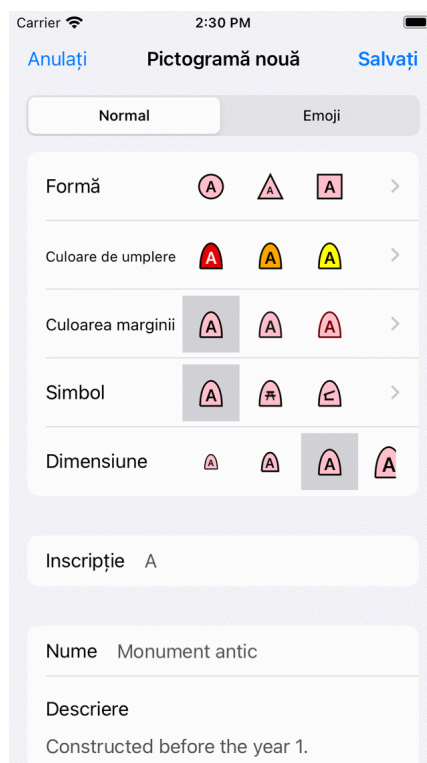 Carrier 2:30 PM
Anulați Pictogramă nouă Salvați
Normal Emoji
Formă A A A
Culoare de umplere A A A
Culoarea marginii A A A
Simbol A
Dimensiune A A A A
Inscripție A
Nume Monument antic
Descriere
Constructed before the year 1.